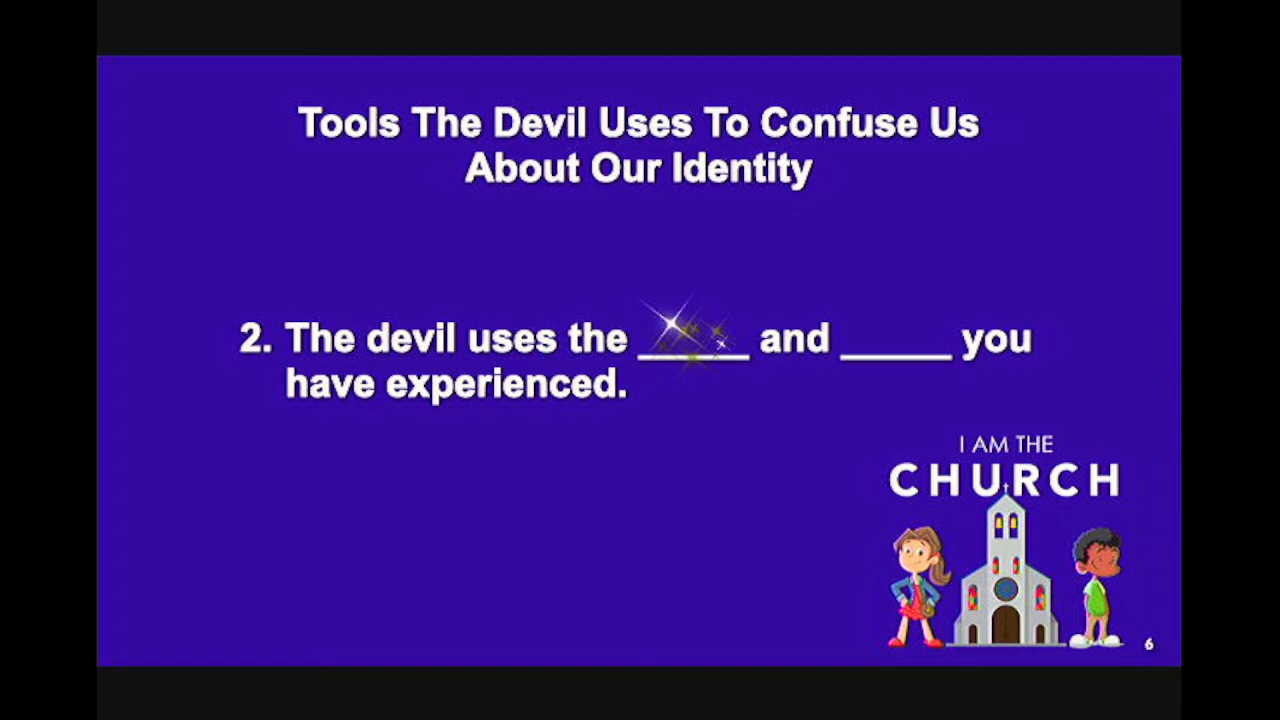 Tools The Devil Uses To Confuse Us
About Our Identity
2. The devil uses the _____ and _____ you
have experienced.
I AM THE
CHURCH
6